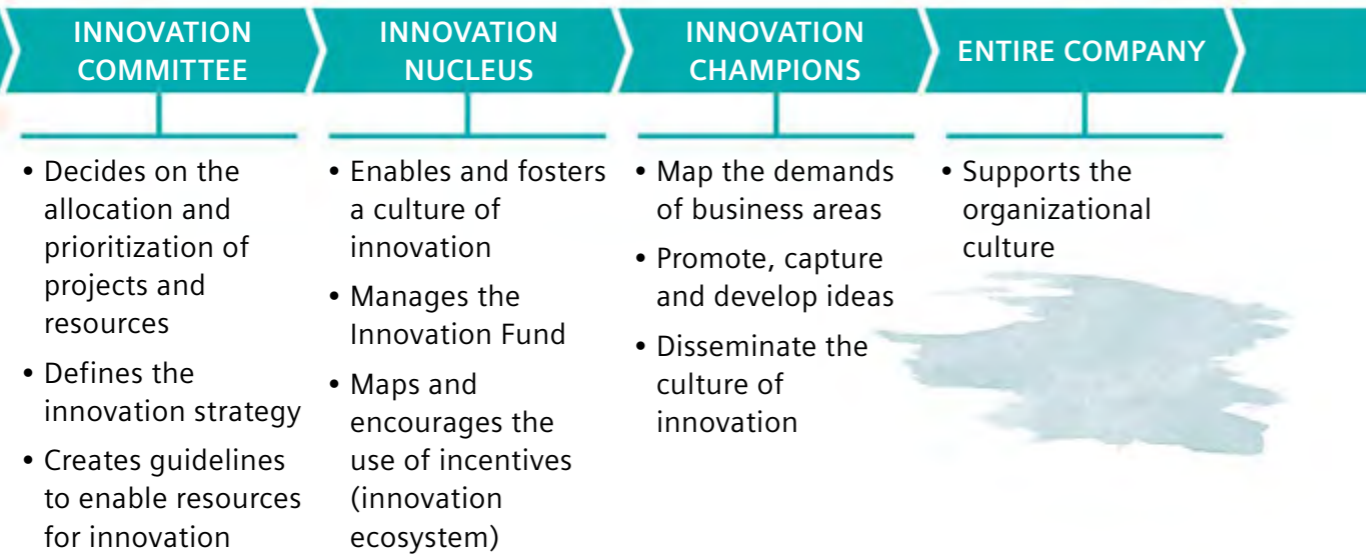 INNOVATION
COMMITTEE
• Decides on the
allocation and
prioritization of
projects and
resources
• Defines the
innovation strategy
• Creates guidelines
to enable resources
for innovation
INNOVATION
NUCLEUS
• Enables and fosters
a culture of
innovation
• Manages the
Innovation Fund
• Maps and
encourages the
use of incentives
(innovation
ecosystem)
INNOVATION
CHAMPIONS
• Map the demands
of business areas
• Promote, capture
and develop ideas
• Disseminate the
culture of
innovation
ENTIRE COMPANY
• Supports the
organizational
culture